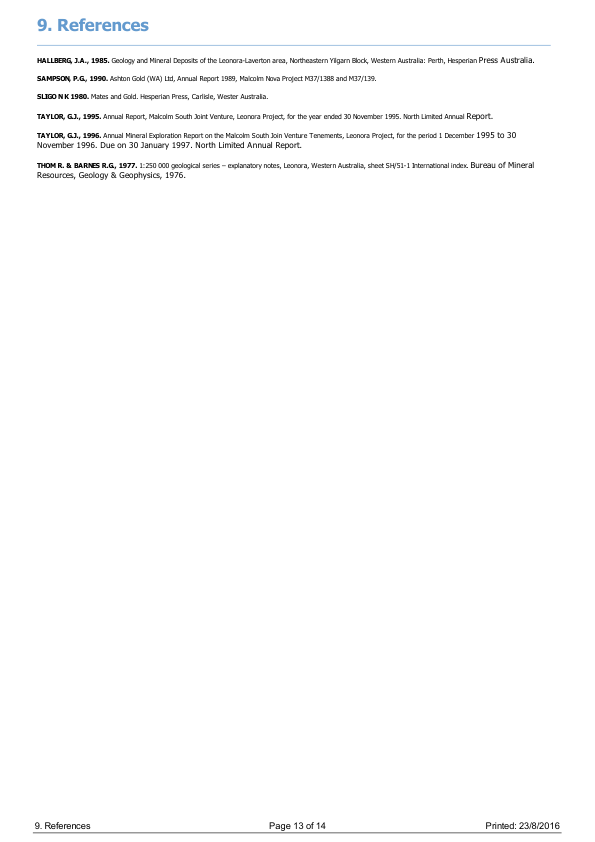 9. References
HALLBERG, J.A., 1985. Geology and Mineral Deposits of the Leonora-Laverton area, Northeastern Yilgarn Block, Western Australia: Perth, Hesperian Press Australia.
SAMPSON, P.G., 1990. Ashton Gold (WA) Ltd, Annual Report 1989, Malcolm Nova Project M37/1388 and M37/139.
SLIGO N K 1980. Mates and Gold. Hesperian Press, Carlisle, Wester Australia.
TAYLOR, G.J., 1995. Annual Report, Malcolm South Joint Venture, Leonora Project, for the year ended 30 November 1995. North Limited Annual Report.
TAYLOR, G.J., 1996. Annual Mineral Exploration Report on the Malcolm South Join Venture Tenements, Leonora Project, for the period 1 December 1995 to 30
November 1996. Due on 30 January 1997. North Limited Annual Report.
THOM R. & BARNES R.G., 1977. 1:250 000 geological series – explanatory notes, Leonora, Western Australia, sheet SH/51-1 International index. Bureau of Mineral
Resources, Geology & Geophysics, 1976.
9. References Page 13 of 14 Printed: 23/8/2016